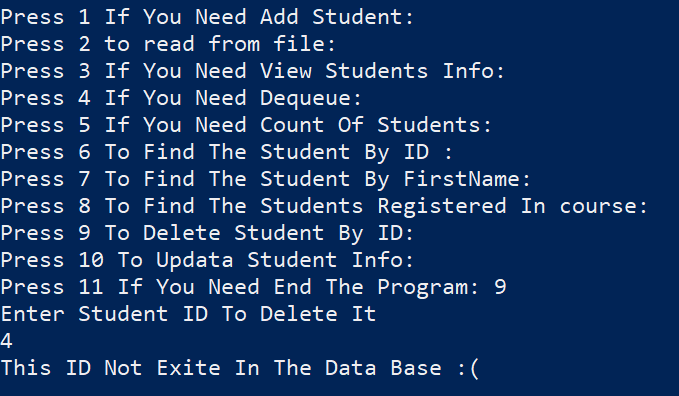 Press 1 If You Need Add Student:
Press 2 to read from file:
Press 3 If You Need View Students Info:
Press 4 If You Need Dequeue:
Press 5 If You Need Count Of Students:
Press 6 To Find The Student By ID :
Press 7 To Find The Student By FirstName:
Press 8 To Find The Students Registered In course:
Press 9 To Delete Student By ID:
Press 10 To Updata Student Info:
Press 11 If You Need End The Program: 9
Enter Student ID To Delete It
4
This ID Not Exite In The Data Base :(